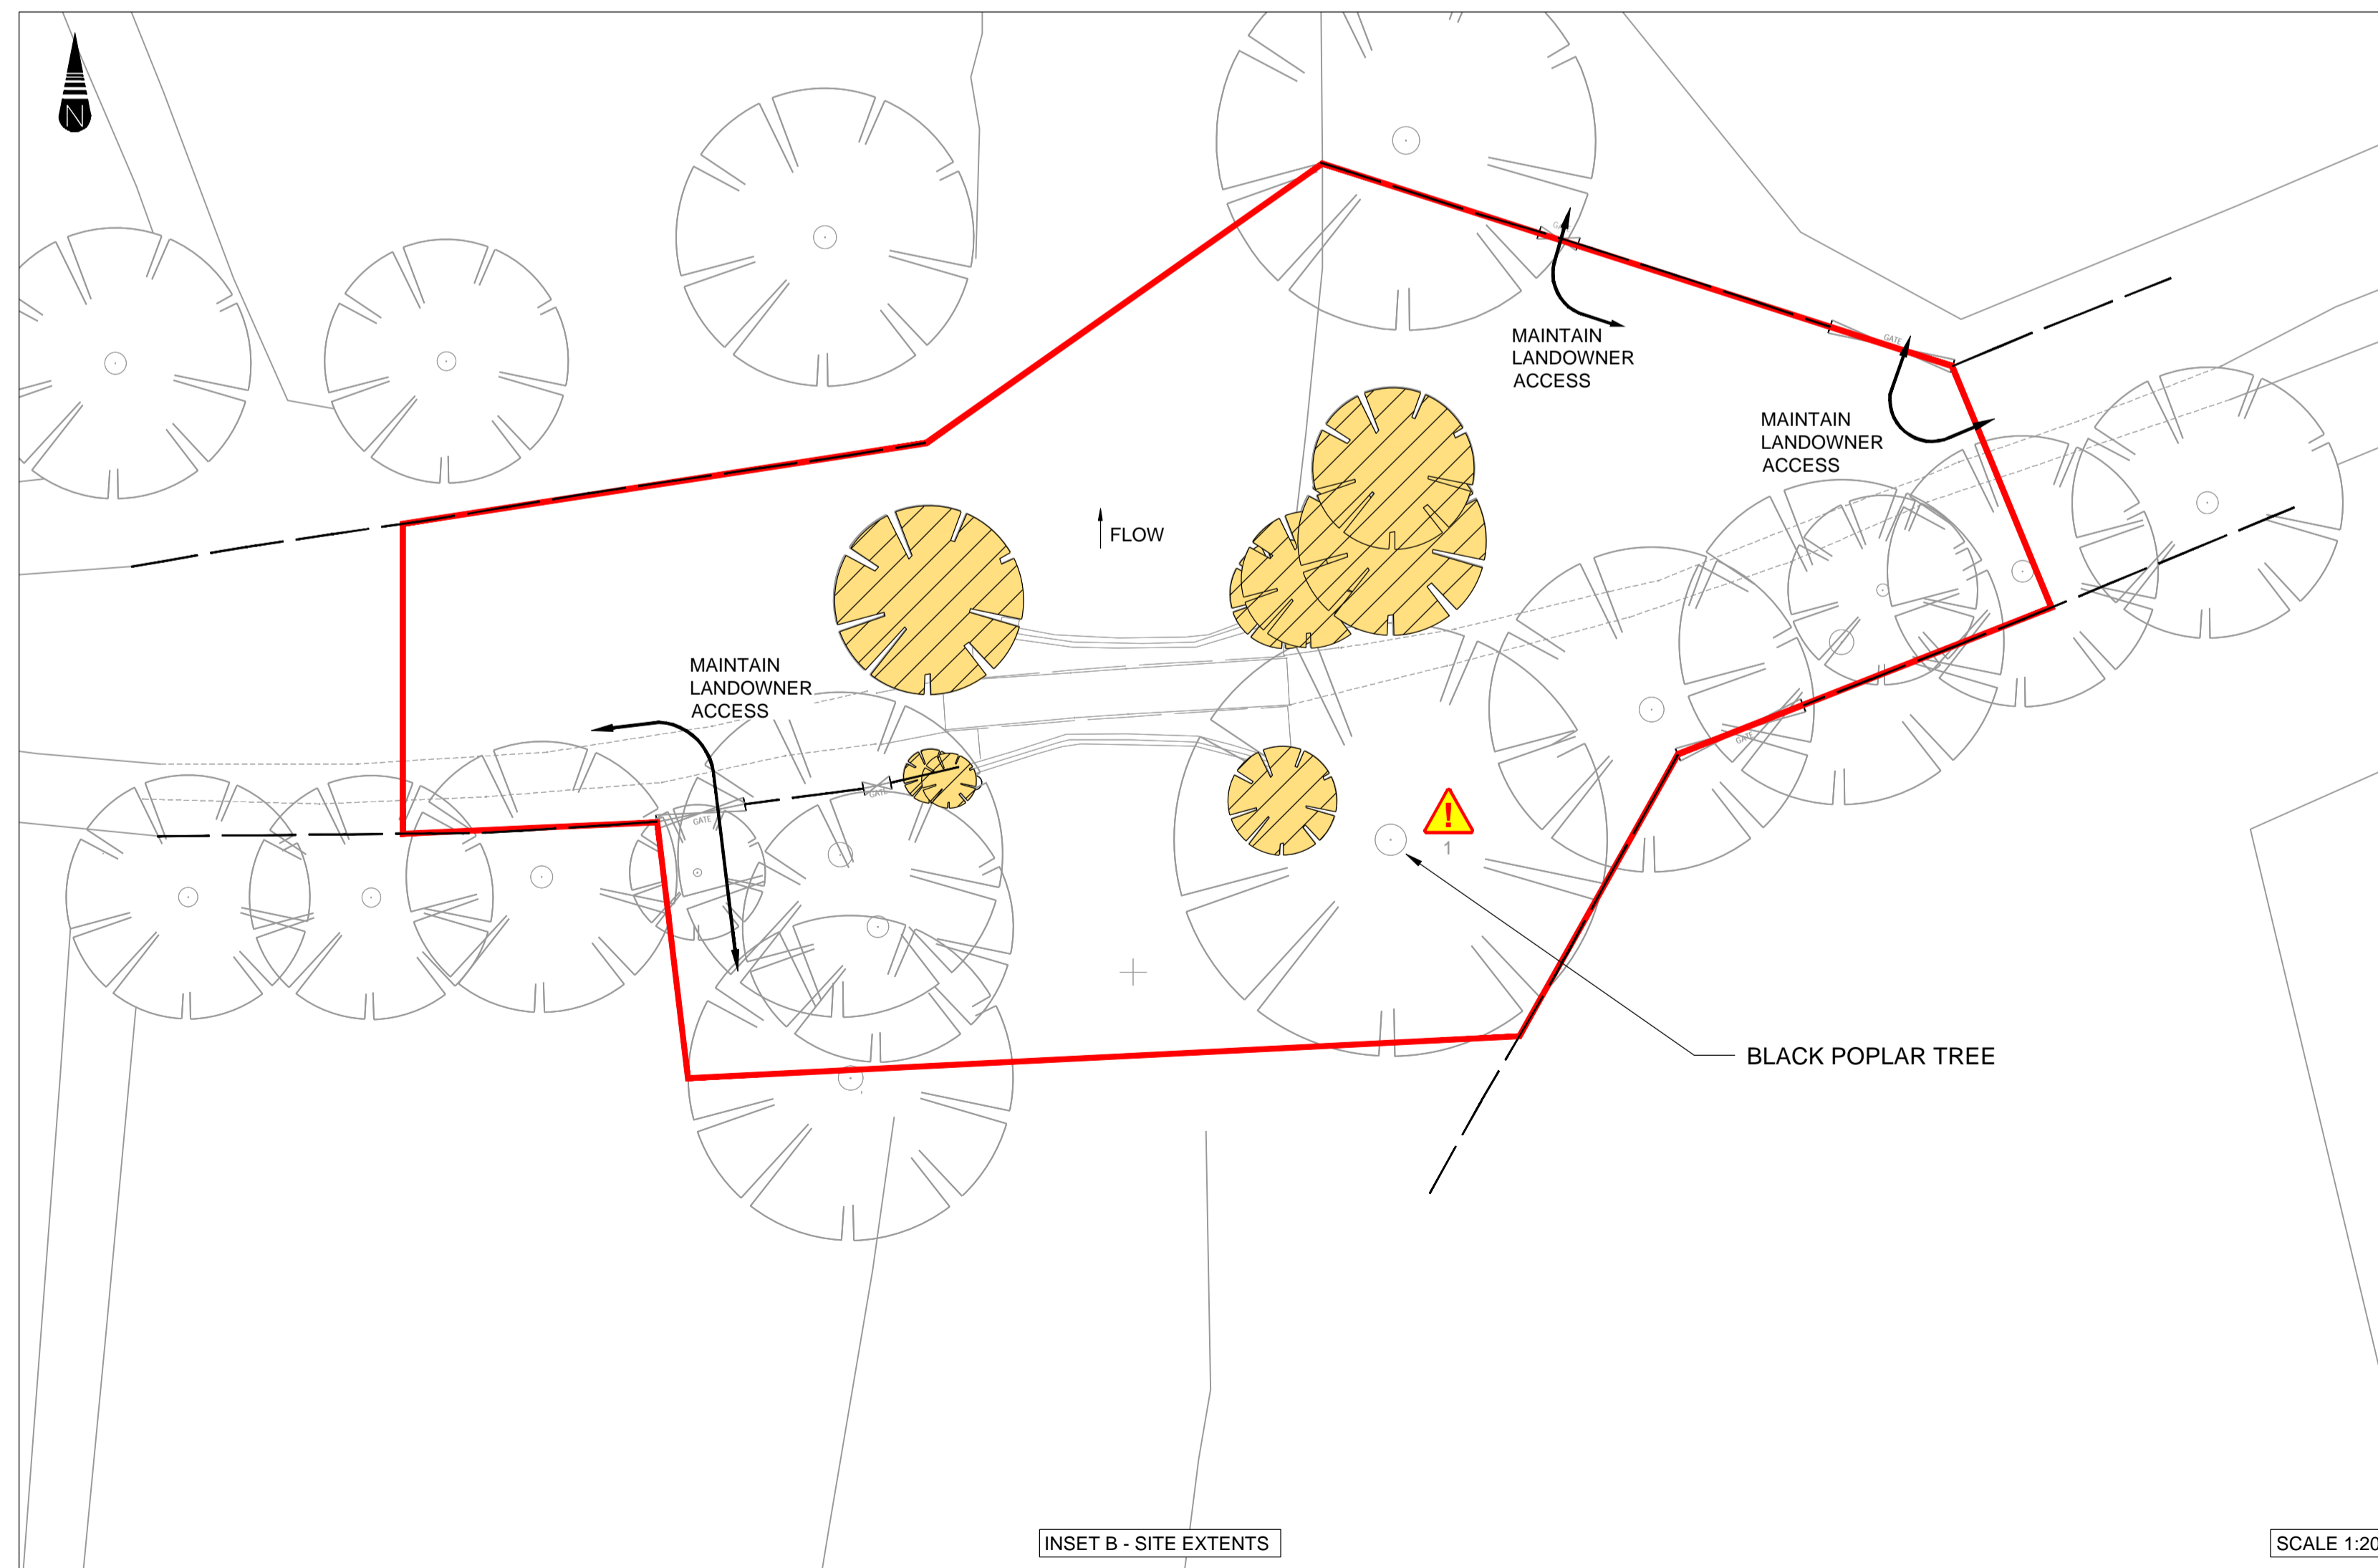 N
GATE
MAINTAIN
LANDOWNER
ACCESS
GATE
MAINTAIN
LANDOWNER
ACCESS
FLOW
MAINTAIN
LANDOWNER
ACCESS
GATE
GATE
GATE
!
1
BLACK POPLAR TREE
INSET B - SITE EXTENTS
SCALE 1:20